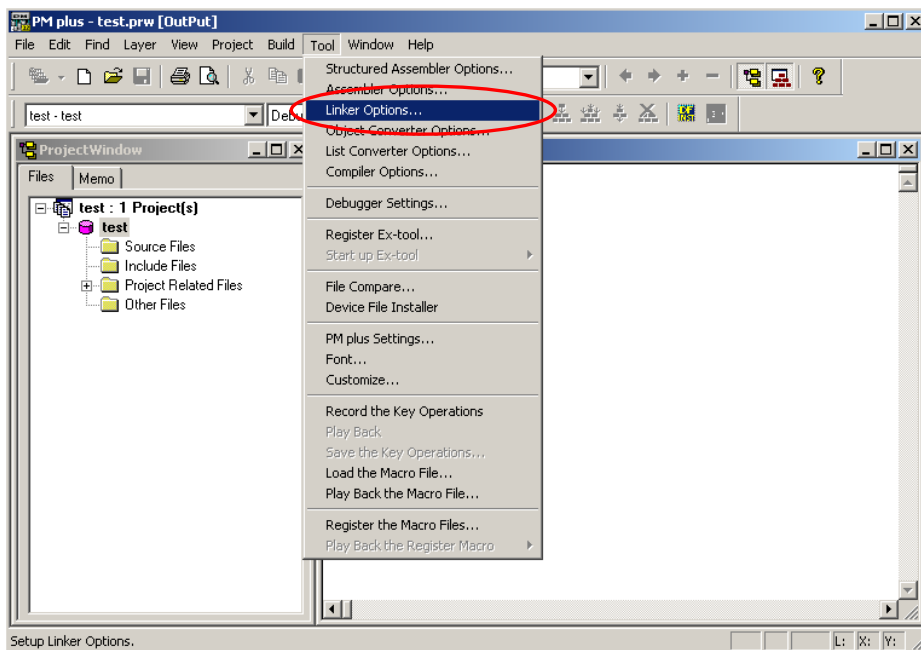 PM plus - test.prw [OutPut]
File Edit Find Layer View Project Build Tool Window Help
test - test
Debu
ProjectWindow
Files Memo
test : 1 Project(s)
test
Source Files
Include Files
Project Related Files
Other Files
Structured Assembler Options...
Assembler Options...
Linker Options...
Object Converter Options...
List Converter Options...
Compiler Options...
Debugger Settings...
Register Ex-tool...
Start up Ex-tool
File Compare...
Device File Installer
PM plus Settings...
Font...
Customize...
Record the Key Operations
Play Back
Save the Key Operations...
Load the Macro File...
Play Back the Macro File...
Register the Macro Files...
Play Back the Register Macro
Setup Linker Options.
L: X: Y: